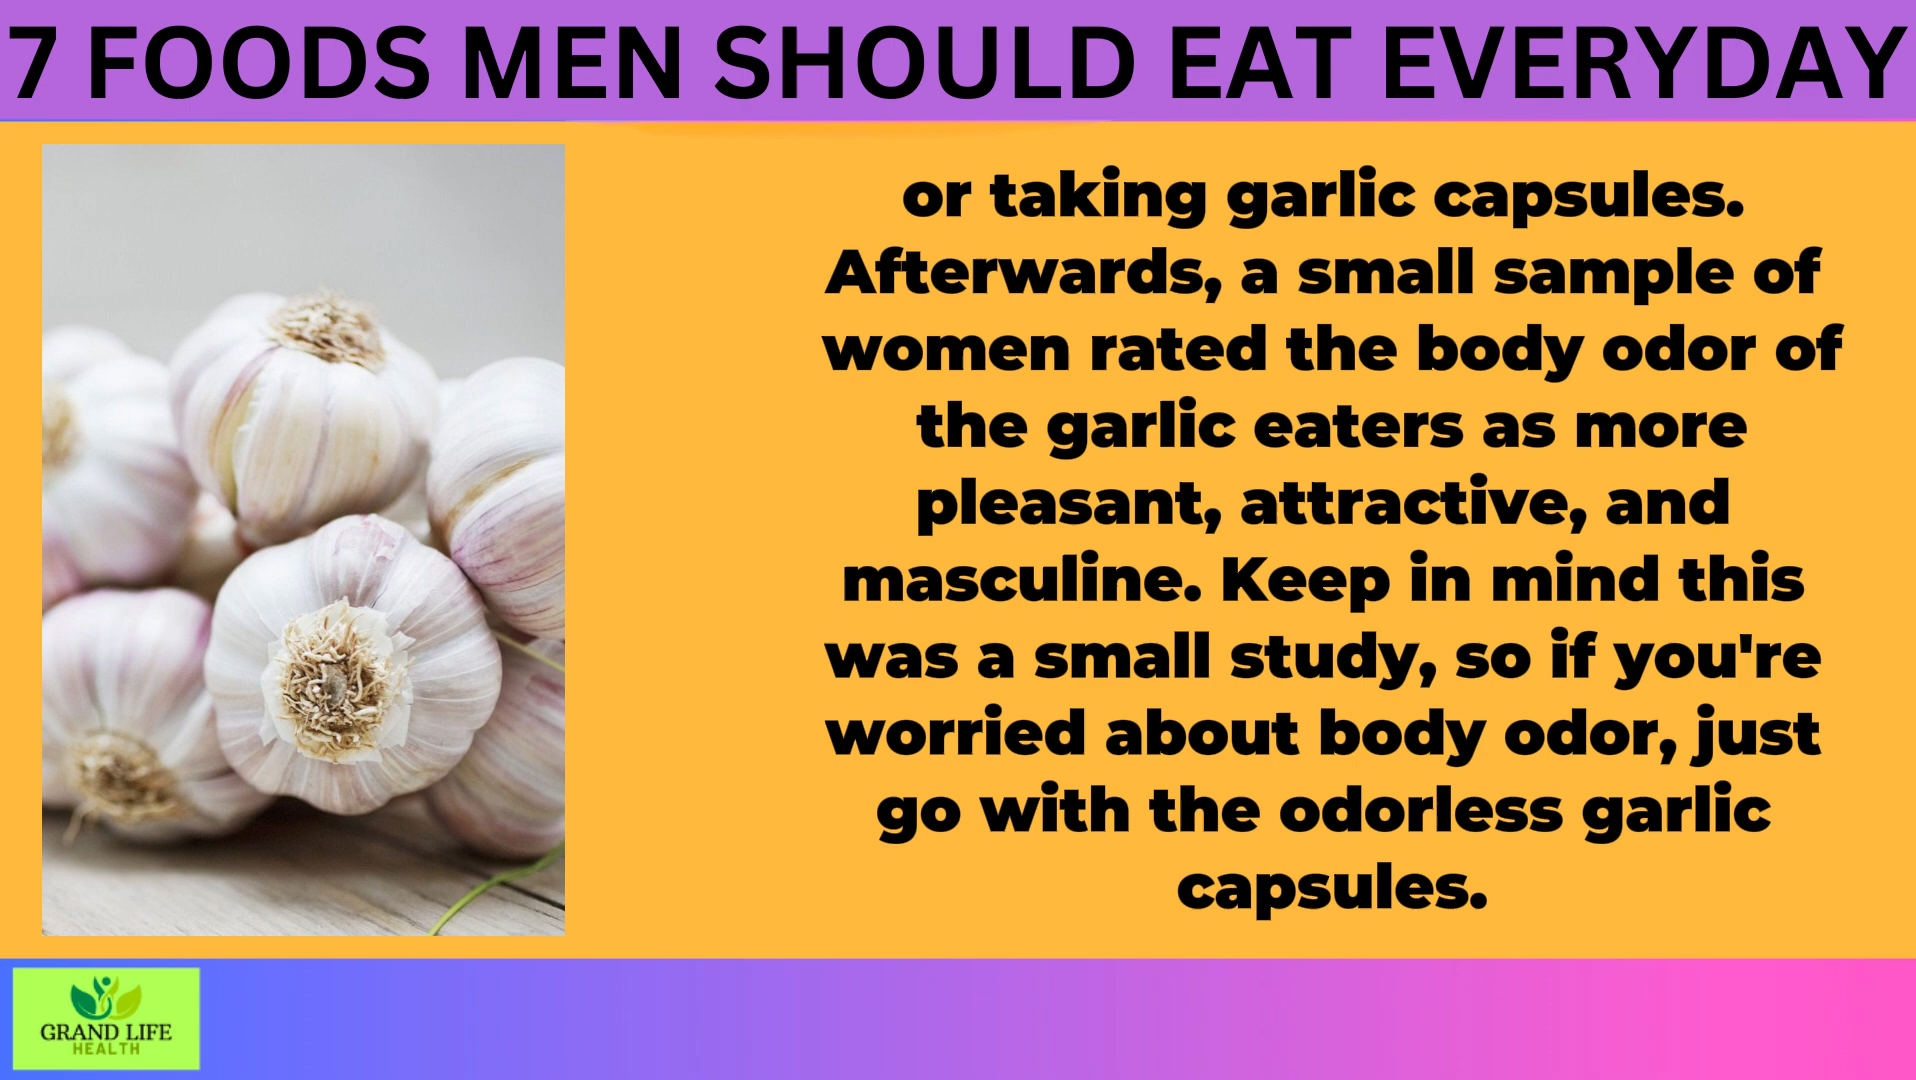 7 FOODS MEN SHOULD EAT EVERYDAY
or taking garlic capsules.
Afterwards, a small sample of
women rated the body odor of
the garlic eaters as more
pleasant, attractive, and
masculine. Keep in mind this
was a small study, so if you're
worried about body odor, just
go with the odorless garlic
capsules.
GRAND LIFE
HEALTH